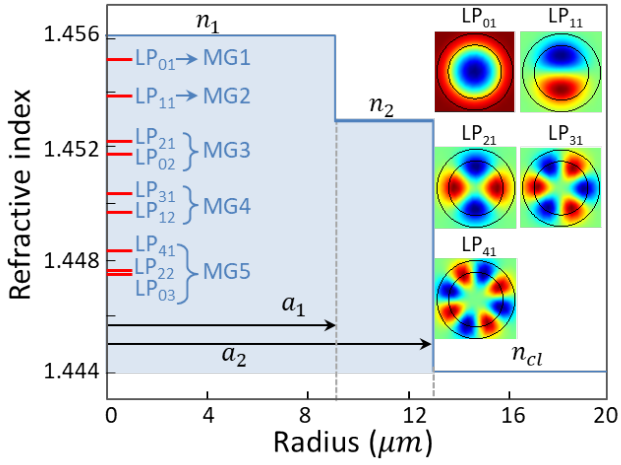 n₁
n₂
n_cl
1.456
1.452
1.448
1.444
Refractive index
LP₀₁ → MG1
LP₁₁ → MG2
LP₂₁
LP₀₂
MG3
LP₃₁
LP₁₂
MG4
LP₄₁
LP₂₂
LP₀₃
MG5
a₁
a₂
0 4 8 12 16 20
Radius (μm)
LP₀₁ LP₁₁
LP₂₁ LP₃₁
LP₄₁